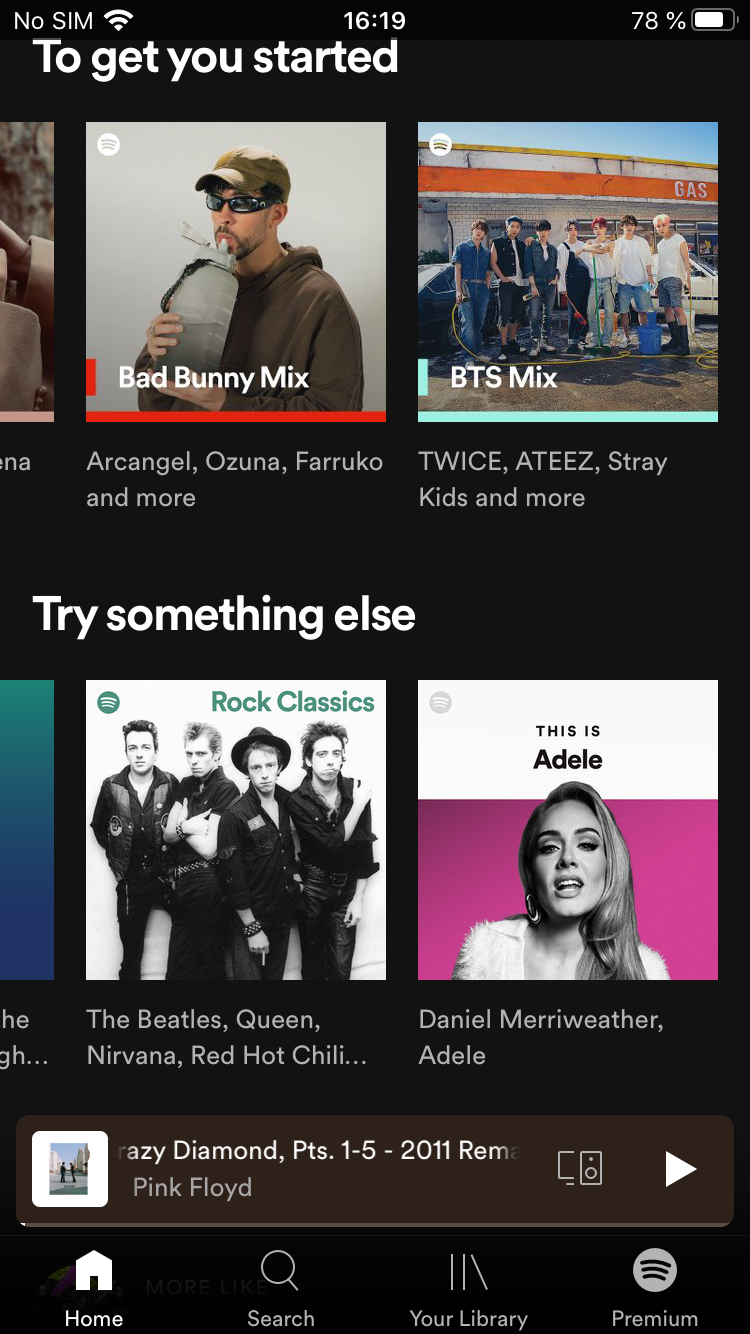 No SIM 16:19 78 %
To get you started
GAS
Bad Bunny Mix
BTS Mix
ena
Arcangel, Ozuna, Farruko
and more
TWICE, ATEEZ, Stray
Kids and more
Try something else
Rock Classics
THIS IS
Adele
he
gh...
The Beatles, Queen,
Nirvana, Red Hot Chili...
Daniel Merriweather,
Adele
razy Diamond, Pts. 1-5 - 2011 Rema
Pink Floyd
MORE LIKE
Home
Search
Your Library
Premium